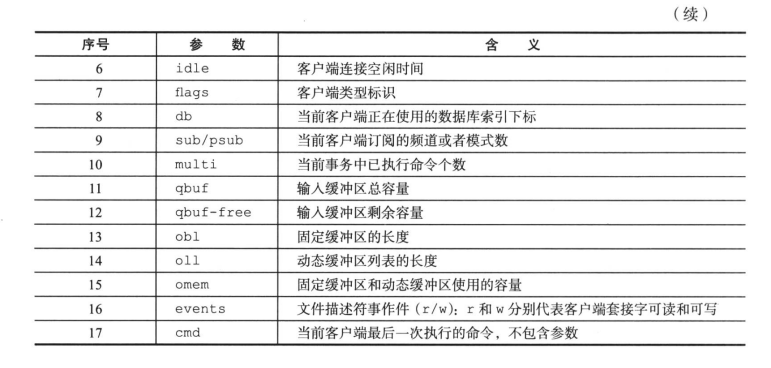 （续）
序号 参数 含义
6 idle 客户端连接空闲时间
7 flags 客户端类型标识
8 db 当前客户端正在使用的数据库索引下标
9 sub/psub 当前客户端订阅的频道或者模式数
10 multi 当前事务中已执行命令个数
11 qbuf 输入缓冲区总容量
12 qbuf-free 输入缓冲区剩余容量
13 obl 固定缓冲区的长度
14 oll 动态缓冲区列表的长度
15 omem 固定缓冲区和动态缓冲区使用的容量
16 events 文件描述符事作件（r/w）：r 和 w 分别代表客户端套接字可读和可写
17 cmd 当前客户端最后一次执行的命令，不包含参数